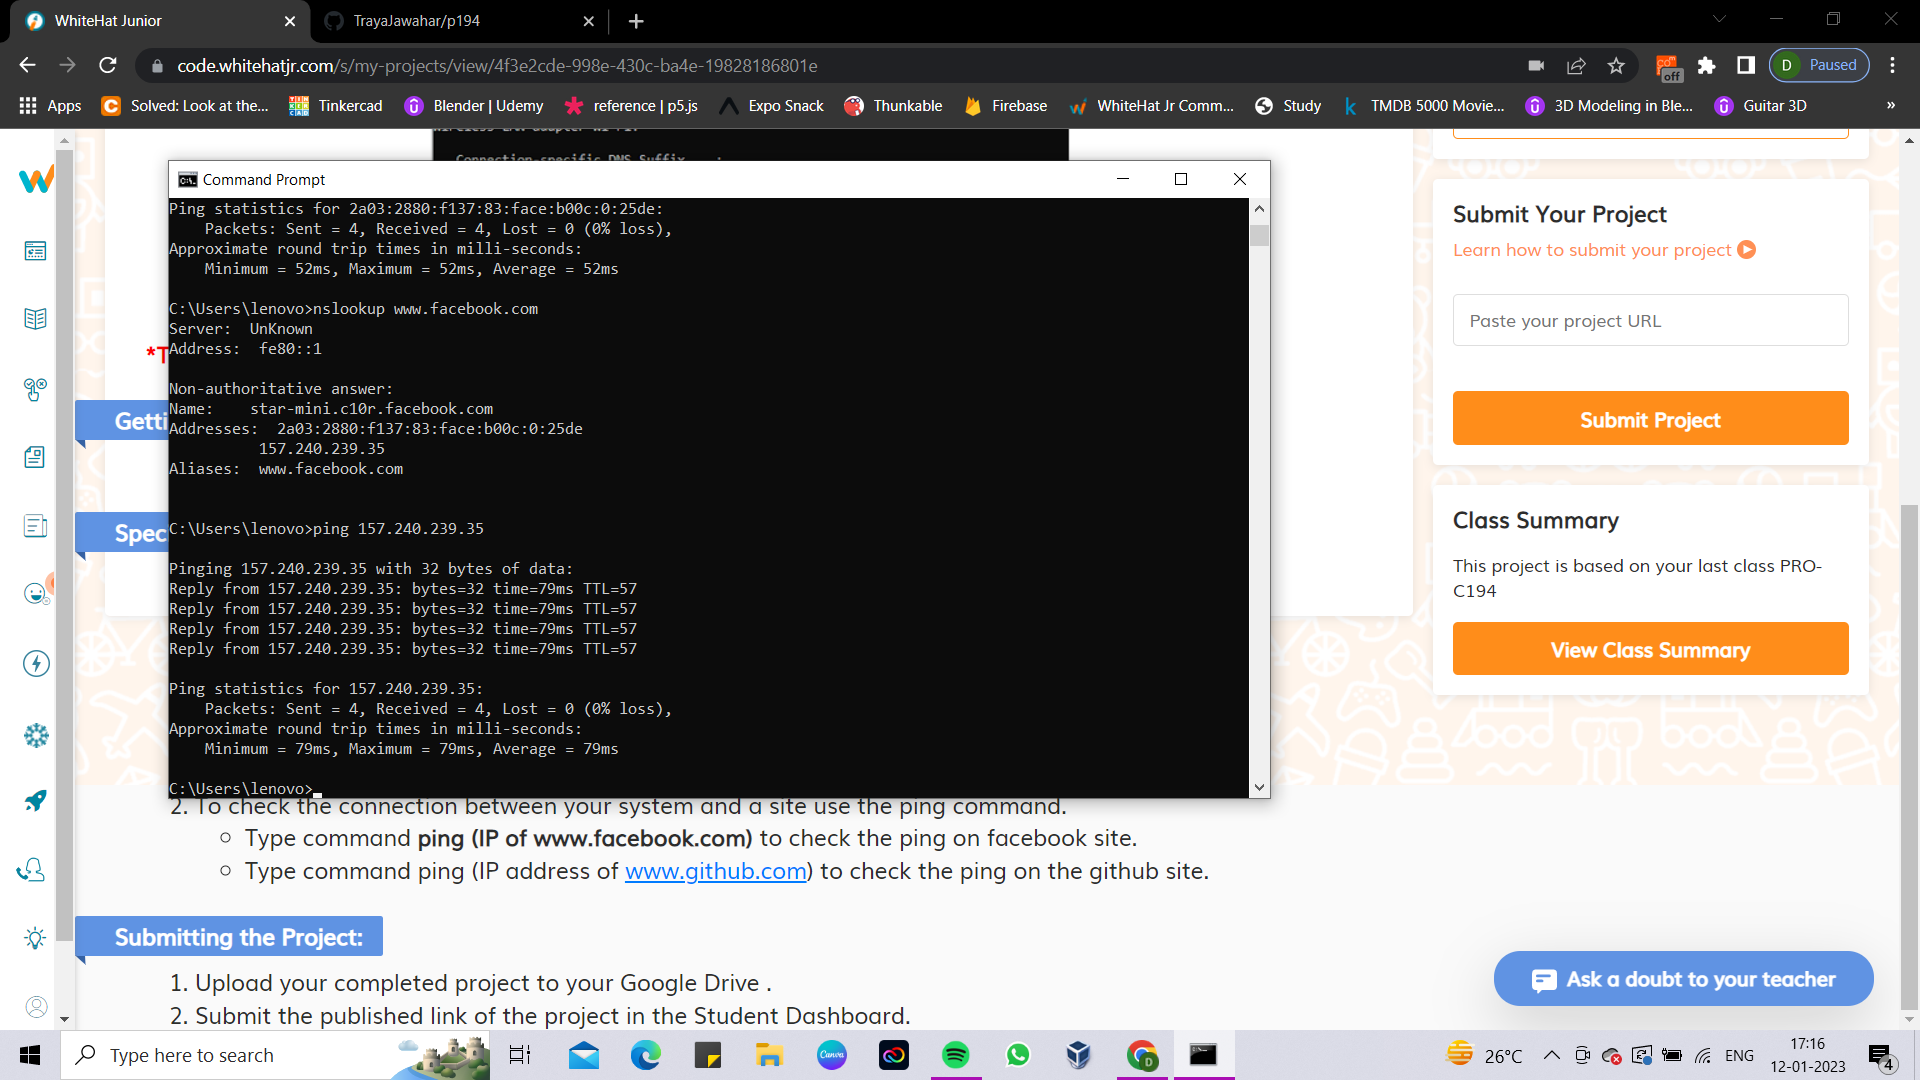 WhiteHat Junior
TrayaJawahar/p194
code.whitehatjr.com/s/my-projects/view/4f3e2cde-998e-430c-ba4e-19828186801e
off
D
Paused
Apps
Solved: Look at the...
Tinkercad
Blender | Udemy
reference | p5.js
Expo Snack
Thunkable
Firebase
WhiteHat Jr Comm...
Study
TMDB 5000 Movie...
3D Modeling in Ble...
Guitar 3D
»
Connection-specific DNS Suffix . :
Command Prompt
Ping statistics for 2a03:2880:f137:83:face:b00c:0:25de:
Packets: Sent = 4, Received = 4, Lost = 0 (0% loss),
Approximate round trip times in milli-seconds:
Minimum = 52ms, Maximum = 52ms, Average = 52ms
C:\Users\lenovo>nslookup www.facebook.com
Server:  UnKnown
Address:  fe80::1
Non-authoritative answer:
Name:    star-mini.c10r.facebook.com
Addresses:  2a03:2880:f137:83:face:b00c:0:25de
157.240.239.35
Aliases:  www.facebook.com
C:\Users\lenovo>ping 157.240.239.35
Pinging 157.240.239.35 with 32 bytes of data:
Reply from 157.240.239.35: bytes=32 time=79ms TTL=57
Reply from 157.240.239.35: bytes=32 time=79ms TTL=57
Reply from 157.240.239.35: bytes=32 time=79ms TTL=57
Reply from 157.240.239.35: bytes=32 time=79ms TTL=57
Ping statistics for 157.240.239.35:
Packets: Sent = 4, Received = 4, Lost = 0 (0% loss),
Approximate round trip times in milli-seconds:
Minimum = 79ms, Maximum = 79ms, Average = 79ms
C:\Users\lenovo>
*T
Getti
Spec
2. To check the connection between your system and a site use the ping command.
Type command ping (IP of www.facebook.com) to check the ping on facebook site.
Type command ping (IP address of www.github.com) to check the ping on the github site.
Submitting the Project:
1. Upload your completed project to your Google Drive .
2. Submit the published link of the project in the Student Dashboard.
Submit Your Project
Learn how to submit your project
Paste your project URL
Submit Project
Class Summary
This project is based on your last class PRO-
C194
View Class Summary
Ask a doubt to your teacher
Type here to search
Canva
D
26°C
ENG
17:16
12-01-2023
4